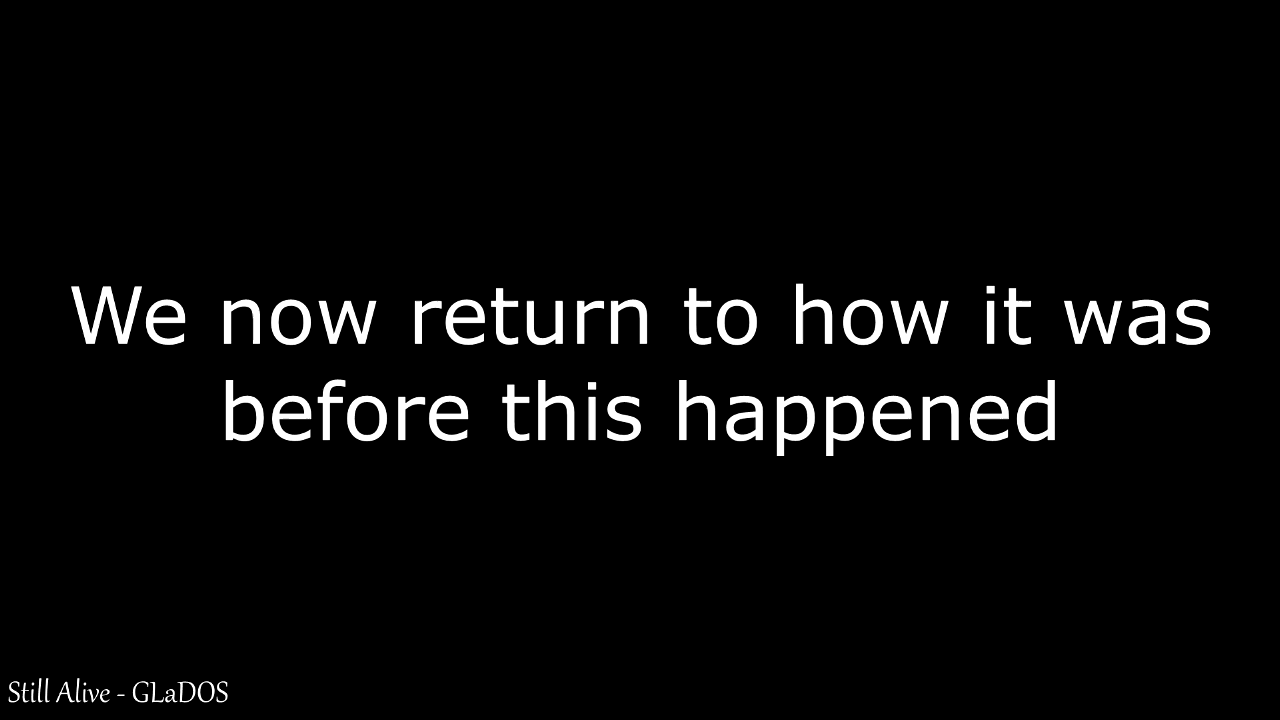 We now return to how it was
before this happened
Still Alive - GLaDOS